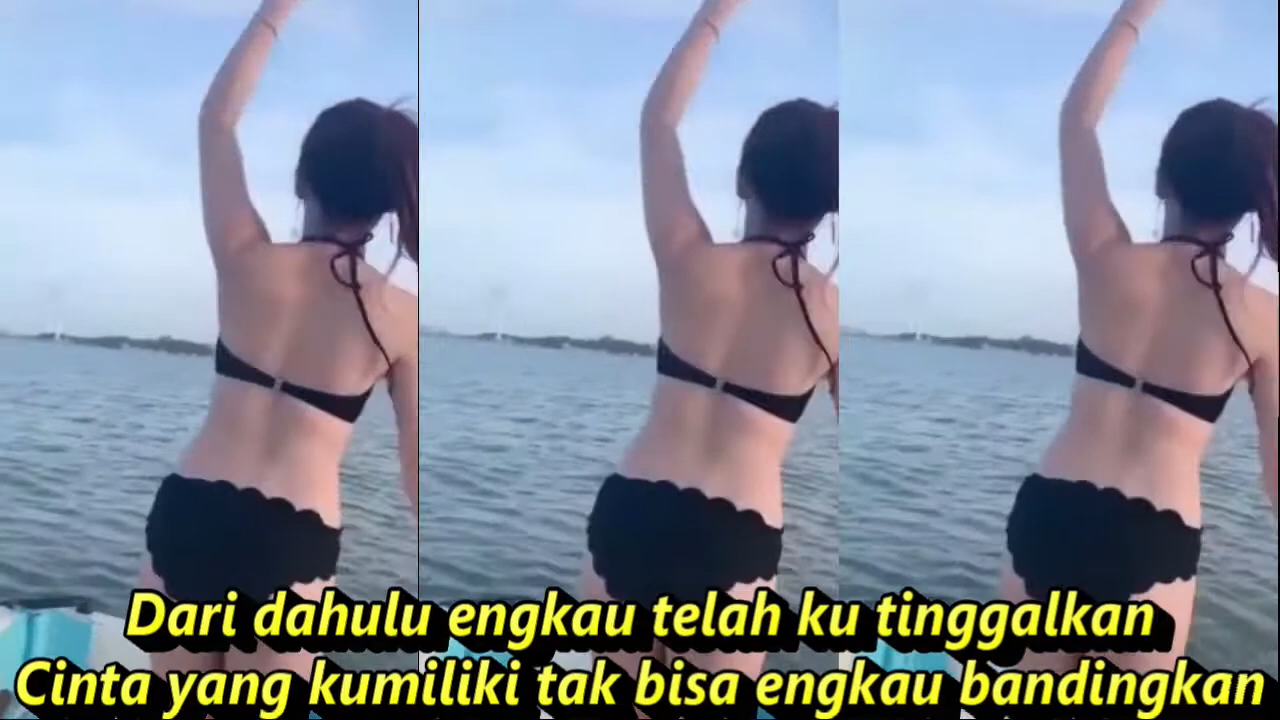 Dari dahulu engkau telah ku tinggalkan
Cinta yang kumiliki tak bisa engkau bandingkan